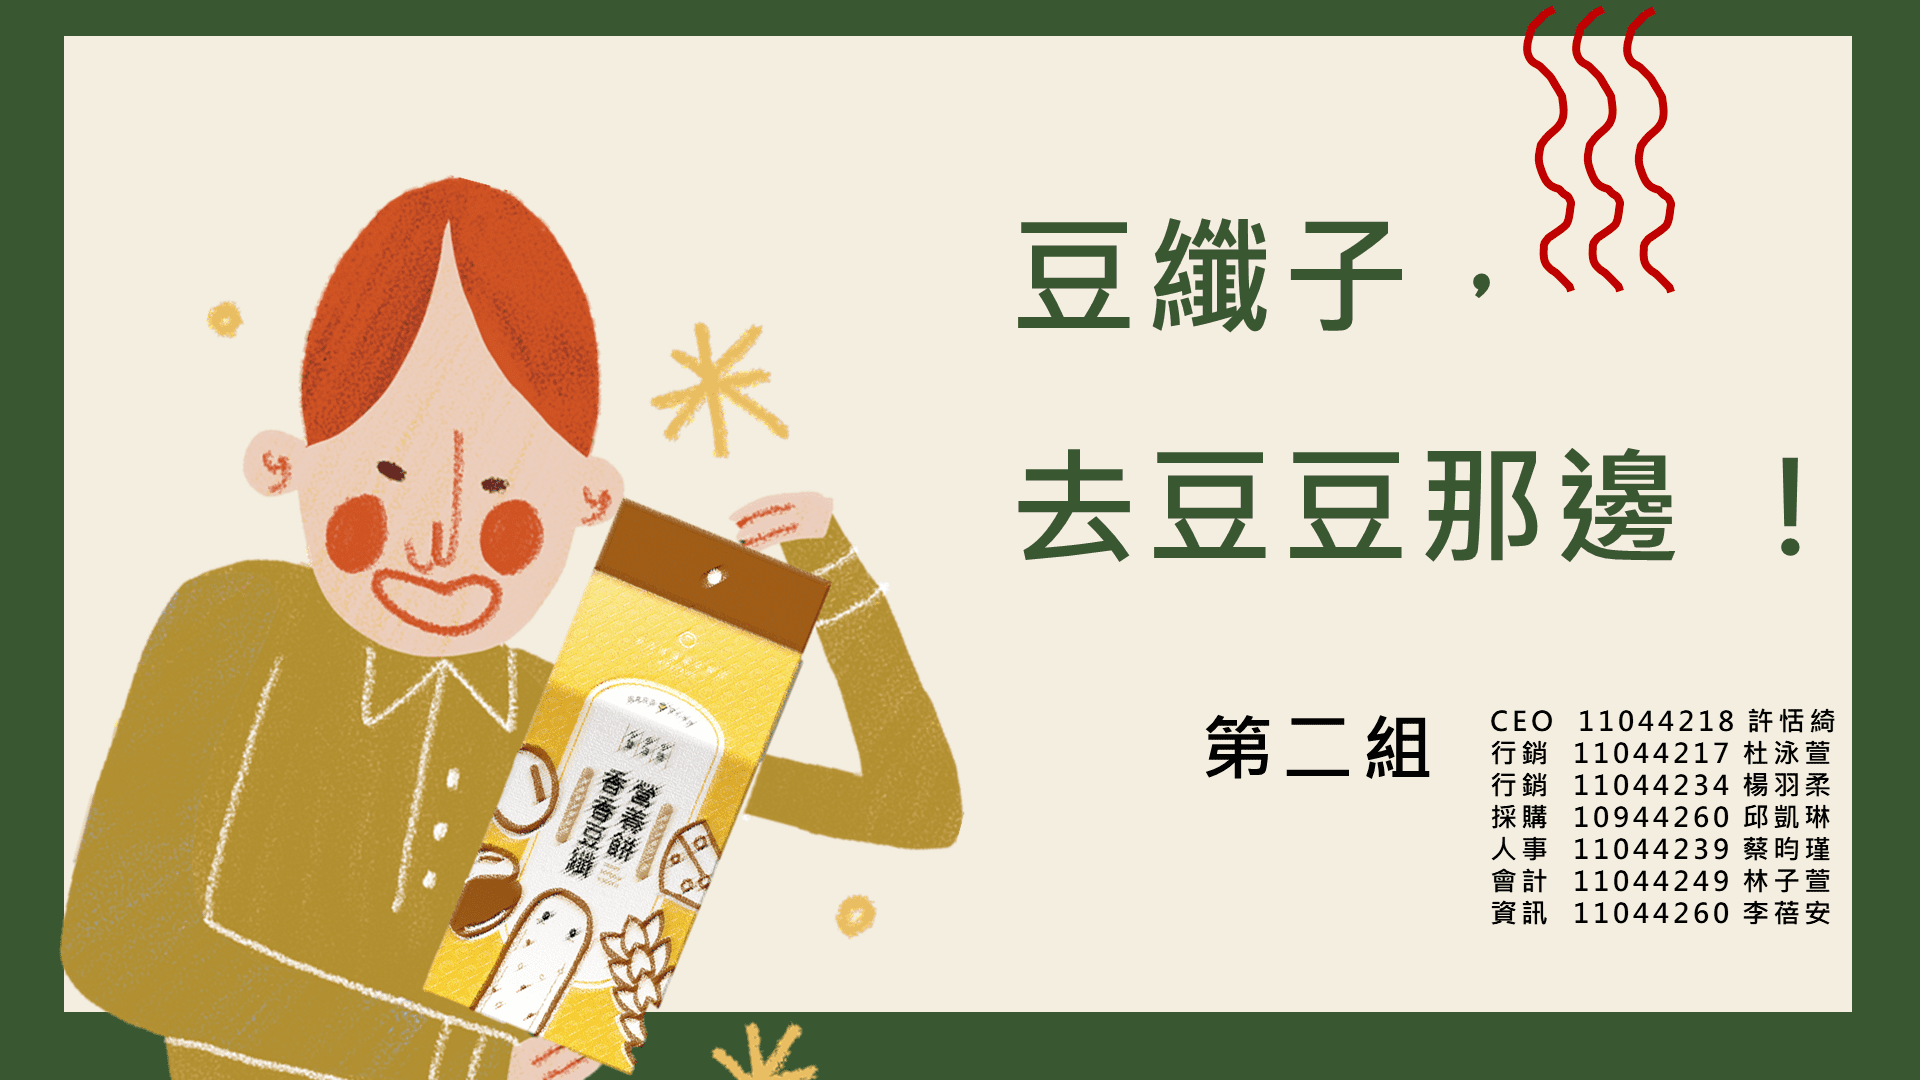 豆纖子，
去豆豆那邊！
第二組
CEO 11044218 許恬綺
行銷 11044217 杜泳萱
行銷 11044234 楊羽柔
採購 10944260 邱凱琳
人事 11044239 蔡昀瑾
會計 11044249 林子萱
資訊 11044260 李蓓安
營養餅
香香豆纖